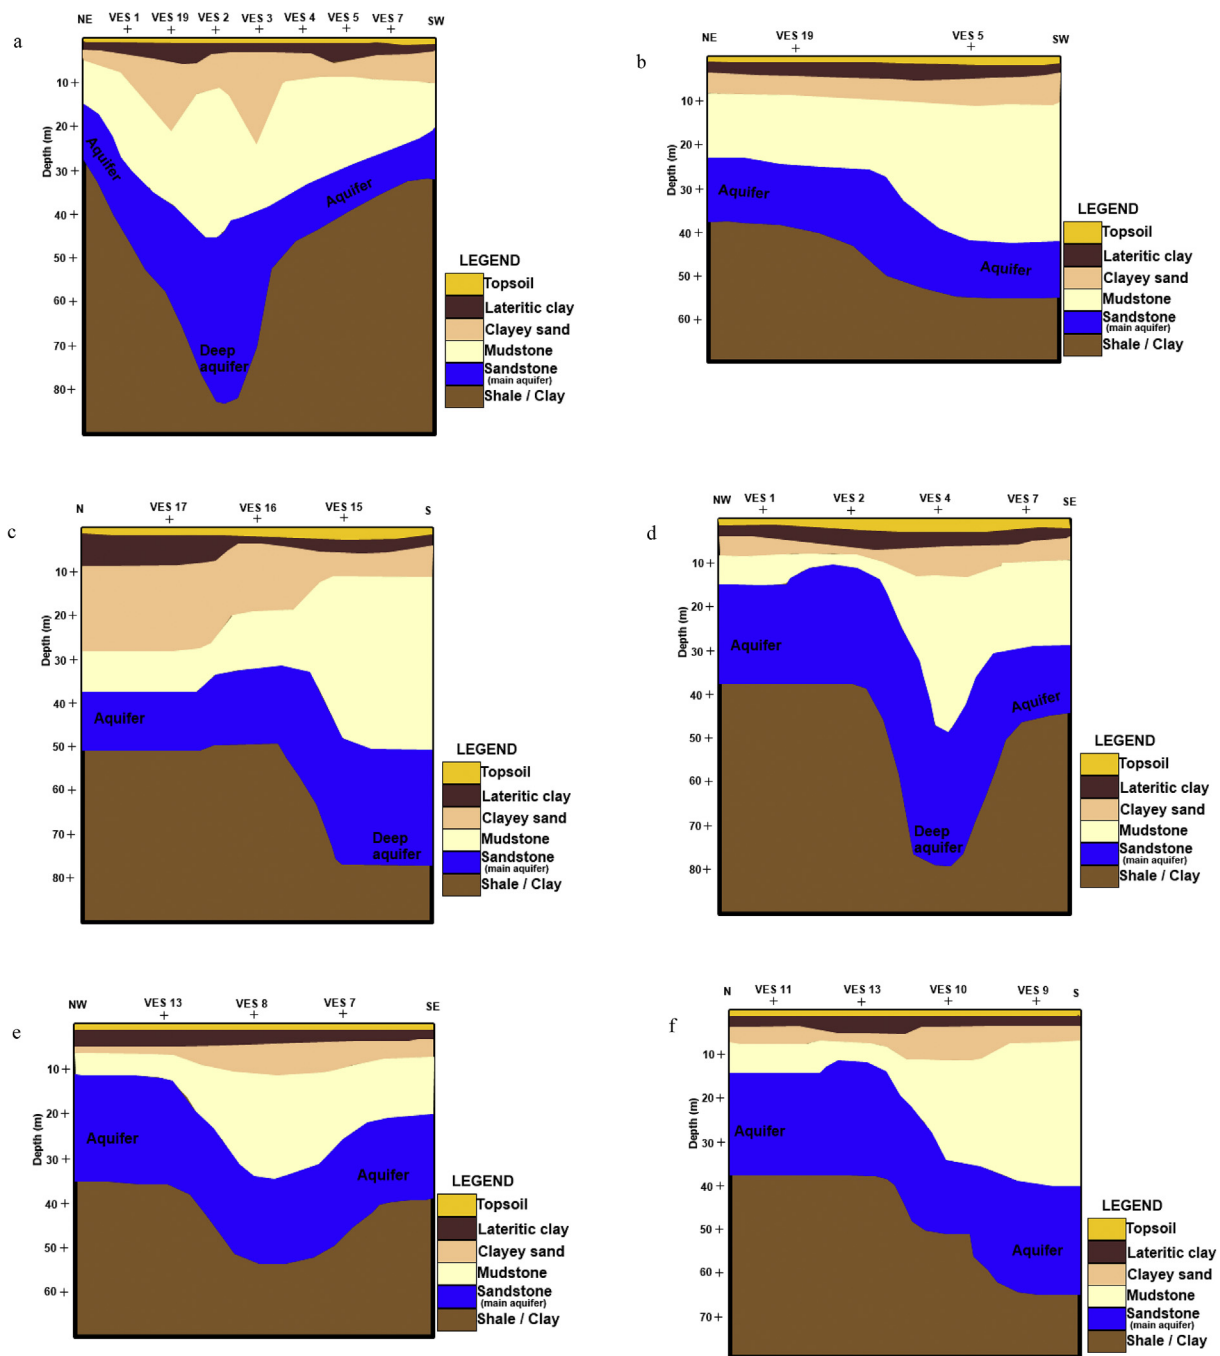 a
NE VES 1 VES 19 VES 2 VES 3 VES 4 VES 5 VES 7 SW
Depth (m)
10
20
30
40
50
60
70
80
Aquifer
Aquifer
Deep
aquifer
LEGEND
Topsoil
Lateritic clay
Clayey sand
Mudstone
Sandstone
(main aquifer)
Shale / Clay
b
NE VES 19 VES 5 SW
Depth (m)
10
20
30
40
50
60
Aquifer
Aquifer
LEGEND
Topsoil
Lateritic clay
Clayey sand
Mudstone
Sandstone
(main aquifer)
Shale / Clay
c
N VES 17 VES 16 VES 15 S
Depth (m)
10
20
30
40
50
60
70
80
Aquifer
Deep
aquifer
LEGEND
Topsoil
Lateritic clay
Clayey sand
Mudstone
Sandstone
(main aquifer)
Shale / Clay
d
NW VES 1 VES 2 VES 4 VES 7 SE
Depth (m)
10
20
30
40
50
60
70
80
Aquifer
Aquifer
Deep
aquifer
LEGEND
Topsoil
Lateritic clay
Clayey sand
Mudstone
Sandstone
(main aquifer)
Shale / Clay
e
NW VES 13 VES 8 VES 7 SE
Depth (m)
10
20
30
40
50
60
Aquifer
Aquifer
LEGEND
Topsoil
Lateritic clay
Clayey sand
Mudstone
Sandstone
(main aquifer)
Shale / Clay
f
N VES 11 VES 13 VES 10 VES 9 S
Depth (m)
10
20
30
40
50
60
70
Aquifer
Aquifer
LEGEND
Topsoil
Lateritic clay
Clayey sand
Mudstone
Sandstone
(main aquifer)
Shale / Clay